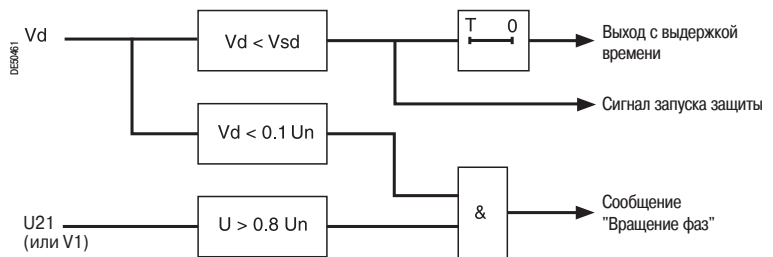 DE50461
Vd
Vd < Vsd
T 0
Выход с выдержкой
времени
Сигнал запуска защиты
Vd < 0.1 Un
U21
(или V1)
U > 0.8 Un
&
Сообщение
"Вращение фаз"